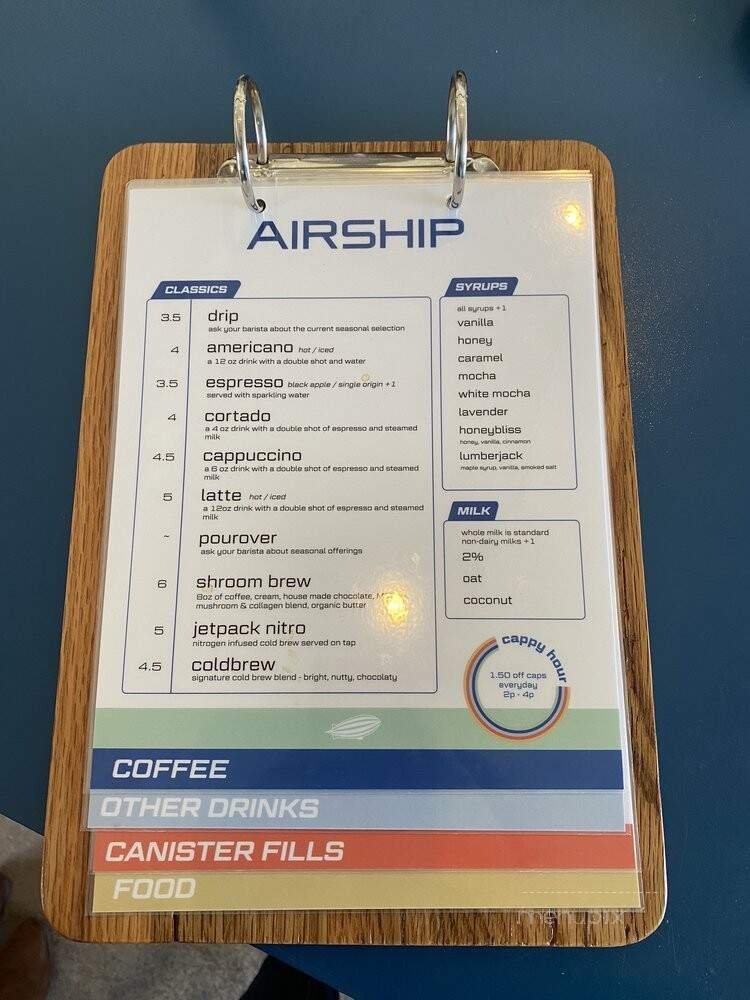 AIRSHIP
CLASSICS
3.5 drip
ask your barista about the current seasonal selection
4 americano hot / iced
a 12 oz drink with a double shot and water
3.5 espresso black apple / single origin +1
served with sparkling water
4 cortado
a 4 oz drink with a double shot of espresso and steamed
milk
4.5 cappuccino
a 6 oz drink with a double shot of espresso and steamed
milk
5 latte hot / iced
a 12oz drink with a double shot of espresso and steamed
milk
~ pourover
ask your barista about seasonal offerings
6 shroom brew
8oz of coffee, cream, house made chocolate,
mushroom & collagen blend, organic butter
5 jetpack nitro
nitrogen infused cold brew served on tap
4.5 coldbrew
signature cold brew blend - bright, nutty, chocolaty
SYRUPS
all syrups +1
vanilla
honey
caramel
mocha
white mocha
lavender
honeybliss
honey, vanilla, cinnamon
lumberjack
maple syrup, vanilla, smoked salt
MILK
whole milk is standard
non-dairy milks +1
2%
oat
coconut
cappy hour
1.50 off caps
everyday
2p - 4p
COFFEE
OTHER DRINKS
CANISTER FILLS
FOOD
menupix